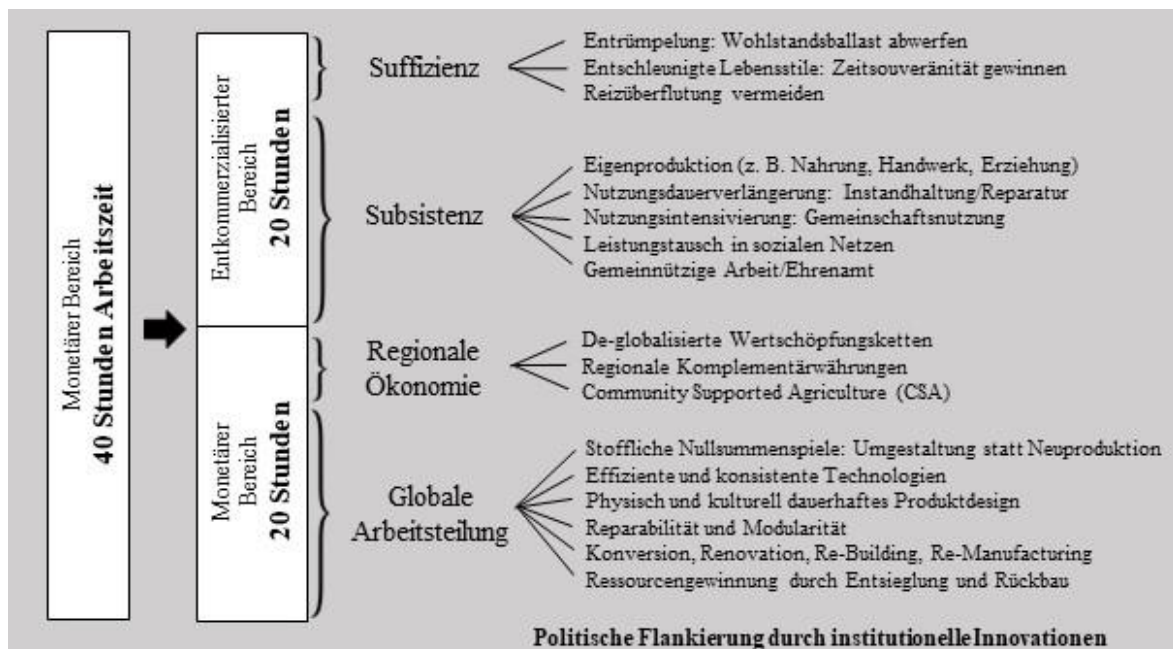 Monetärer Bereich
40 Stunden Arbeitszeit
Entkommerzialisierter
Bereich
20 Stunden
Monetärer
Bereich
20 Stunden
Suffizienz
Entrümpelung: Wohlstandsballast abwerfen
Entschleunigte Lebensstile: Zeitsouveränität gewinnen
Reizüberflutung vermeiden
Subsistenz
Eigenproduktion (z. B. Nahrung, Handwerk, Erziehung)
Nutzungsdauerverlängerung: Instandhaltung/Reparatur
Nutzungsintensivierung: Gemeinschaftsnutzung
Leistungstausch in sozialen Netzen
Gemeinnützige Arbeit/Ehrenamt
Regionale
Ökonomie
De-globalisierte Wertschöpfungsketten
Regionale Komplementärwährungen
Community Supported Agriculture (CSA)
Globale
Arbeitsteilung
Stoffliche Nullsummenspiele: Umgestaltung statt Neuproduktion
Effiziente und konsistente Technologien
Physisch und kulturell dauerhaftes Produktdesign
Reparabilität und Modularität
Konversion, Renovation, Re-Building, Re-Manufacturing
Ressourcengewinnung durch Entsieglung und Rückbau
Politische Flankierung durch institutionelle Innovationen